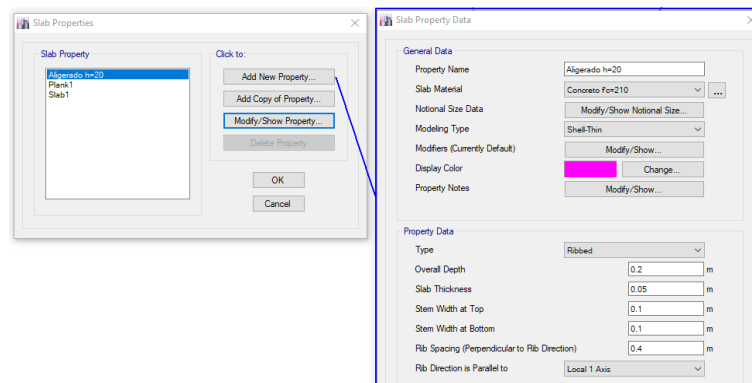 Slab Properties
Slab Property
Aligerado h=20
Plank1
Slab1
Click to:
Add New Property...
Add Copy of Property...
Modify/Show Property...
Delete Property
OK
Cancel
Slab Property Data
General Data
Property Name Aligerado h=20
Slab Material Concreto f'c=210 ...
Notional Size Data Modify/Show Notional Size...
Modeling Type Shell-Thin
Modifiers (Currently Default) Modify/Show...
Display Color Change...
Property Notes Modify/Show...
Property Data
Type Ribbed
Overall Depth 0.2 m
Slab Thickness 0.05 m
Stem Width at Top 0.1 m
Stem Width at Bottom 0.1 m
Rib Spacing (Perpendicular to Rib Direction) 0.4 m
Rib Direction is Parallel to Local 1 Axis